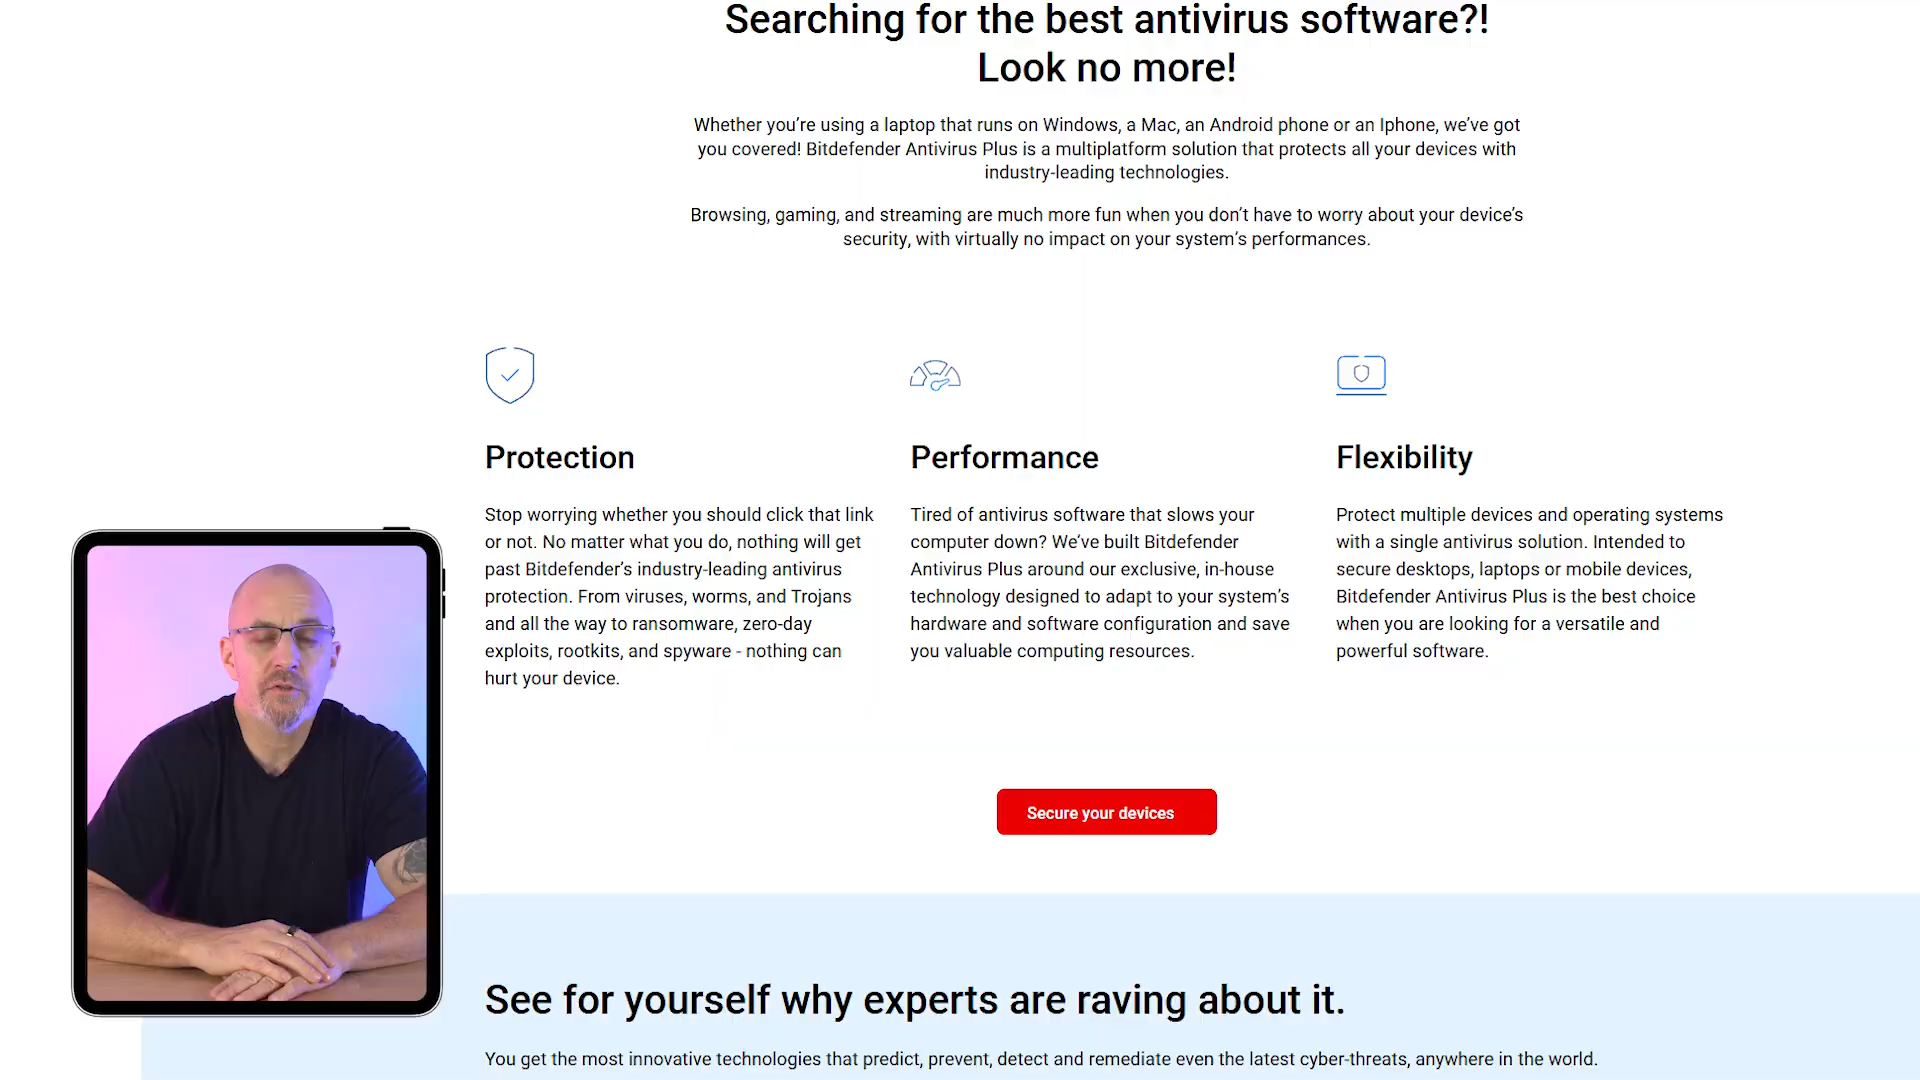 Searching for the best antivirus software?!
Look no more!
Whether you’re using a laptop that runs on Windows, a Mac, an Android phone or an Iphone, we’ve got
you covered! Bitdefender Antivirus Plus is a multiplatform solution that protects all your devices with
industry-leading technologies.
Browsing, gaming, and streaming are much more fun when you don’t have to worry about your device’s
security, with virtually no impact on your system’s performances.
Protection
Stop worrying whether you should click that link
or not. No matter what you do, nothing will get
past Bitdefender’s industry-leading antivirus
protection. From viruses, worms, and Trojans
and all the way to ransomware, zero-day
exploits, rootkits, and spyware - nothing can
hurt your device.
Performance
Tired of antivirus software that slows your
computer down? We’ve built Bitdefender
Antivirus Plus around our exclusive, in-house
technology designed to adapt to your system’s
hardware and software configuration and save
you valuable computing resources.
Flexibility
Protect multiple devices and operating systems
with a single antivirus solution. Intended to
secure desktops, laptops or mobile devices,
Bitdefender Antivirus Plus is the best choice
when you are looking for a versatile and
powerful software.
Secure your devices
See for yourself why experts are raving about it.
You get the most innovative technologies that predict, prevent, detect and remediate even the latest cyber-threats, anywhere in the world.